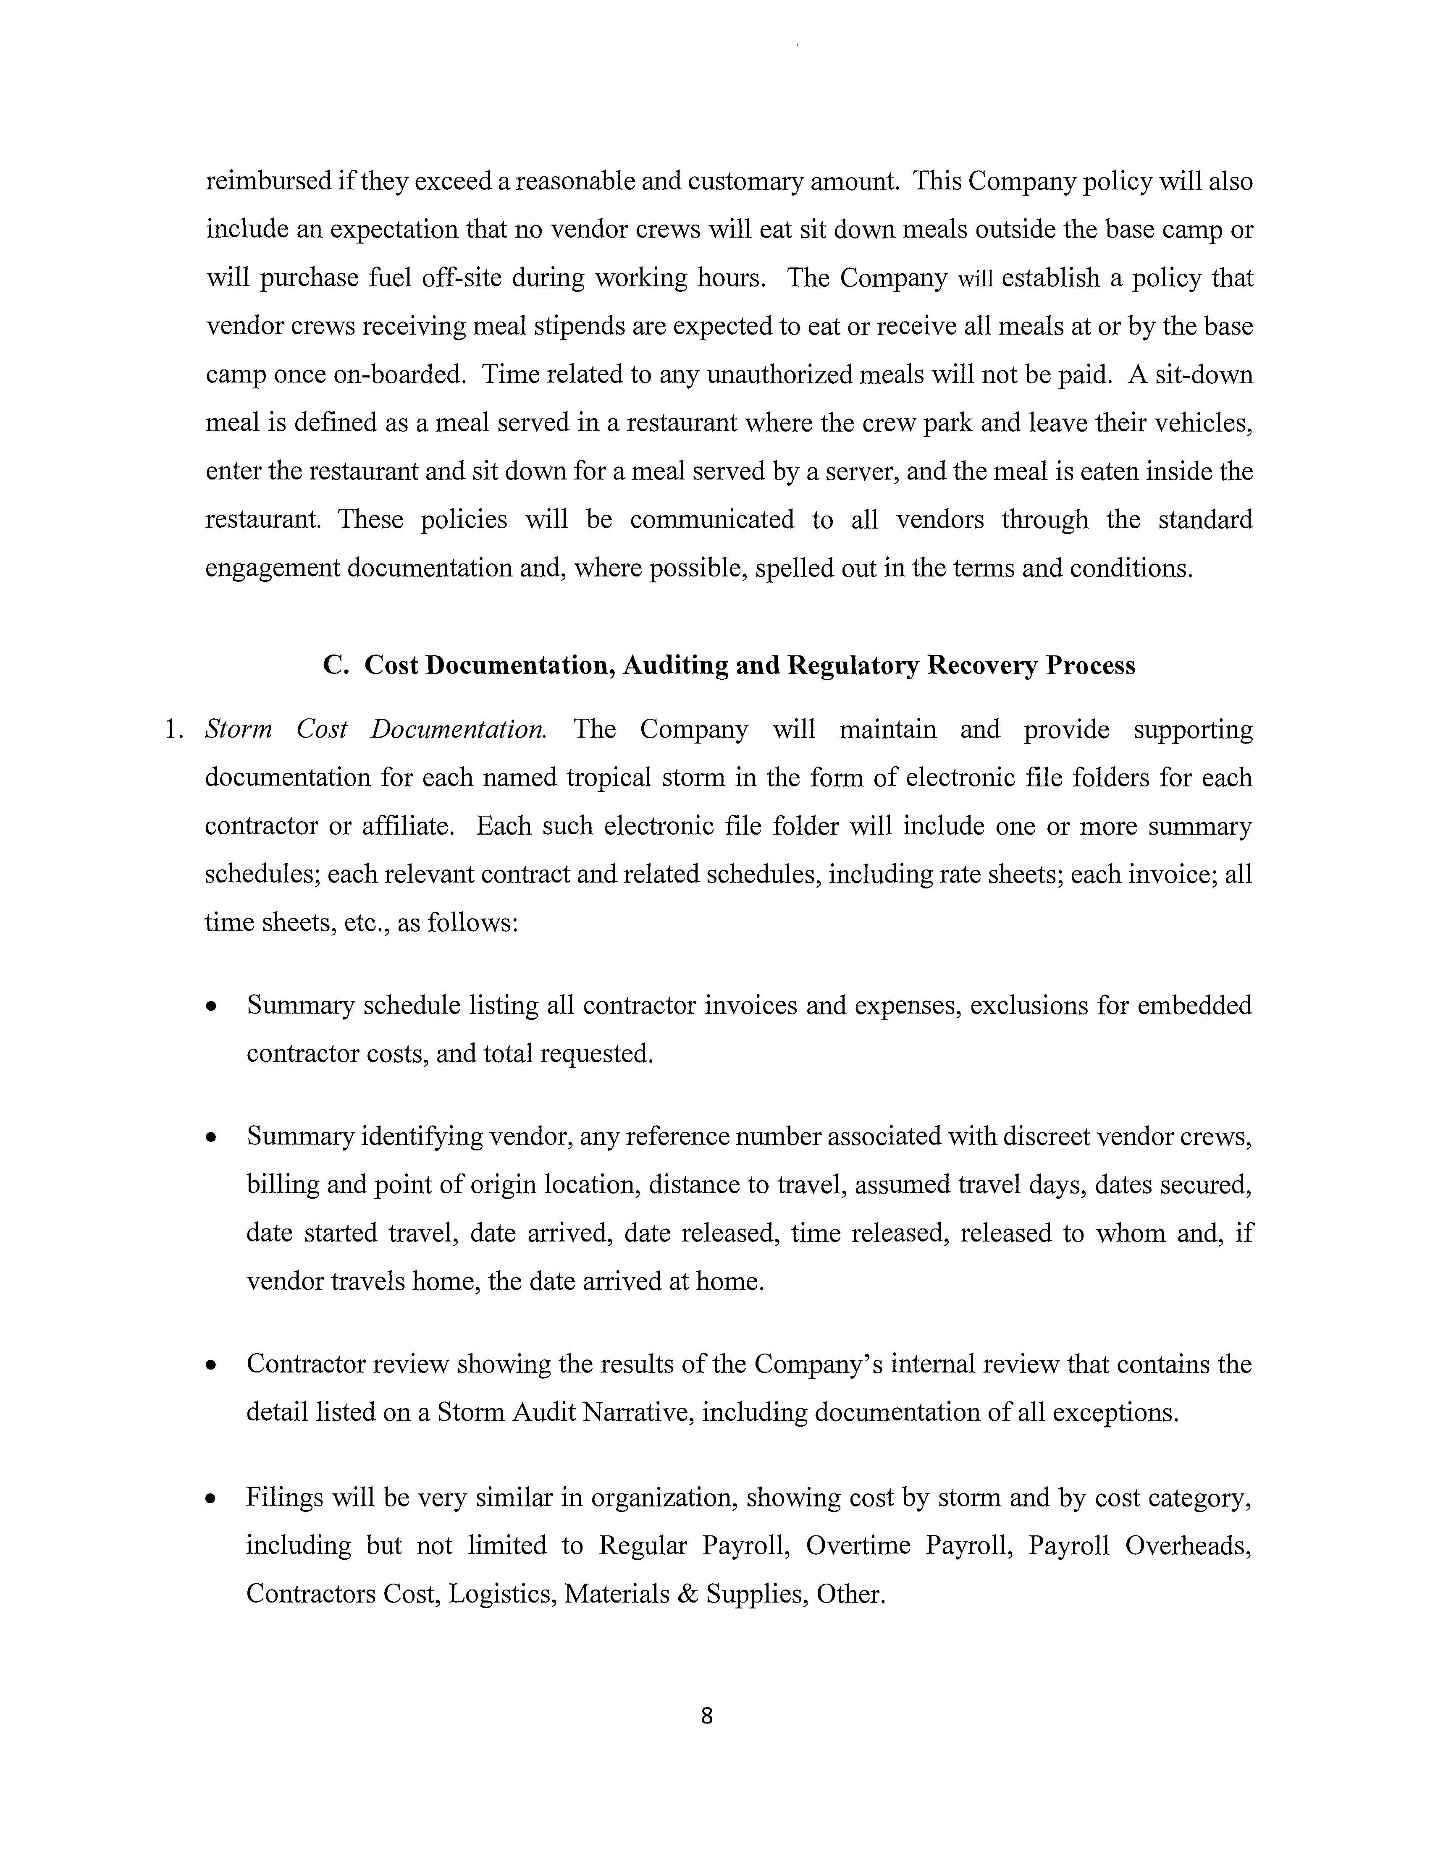 reimbursed if they exceed a reasonable and customary amount.  This Company policy will also
include an expectation that no vendor crews will eat sit down meals outside the base camp or
will purchase fuel off-site during working hours.  The Company will establish a policy that
vendor crews receiving meal stipends are expected to eat or receive all meals at or by the base
camp once on-boarded.  Time related to any unauthorized meals will not be paid.  A sit-down
meal is defined as a meal served in a restaurant where the crew park and leave their vehicles,
enter the restaurant and sit down for a meal served by a server, and the meal is eaten inside the
restaurant. These policies will be communicated to all vendors through the standard
engagement documentation and, where possible, spelled out in the terms and conditions.
C.  Cost Documentation, Auditing and Regulatory Recovery Process
1. Storm Cost Documentation. The Company will maintain and provide supporting
documentation for each named tropical storm in the form of electronic file folders for each
contractor or affiliate.  Each such electronic file folder will include one or more summary
schedules; each relevant contract and related schedules, including rate sheets; each invoice; all
time sheets, etc., as follows:
• Summary schedule listing all contractor invoices and expenses, exclusions for embedded
contractor costs, and total requested.
• Summary identifying vendor, any reference number associated with discreet vendor crews,
billing and point of origin location, distance to travel, assumed travel days, dates secured,
date started travel, date arrived, date released, time released, released to whom and, if
vendor travels home, the date arrived at home.
• Contractor review showing the results of the Company's internal review that contains the
detail listed on a Storm Audit Narrative, including documentation of all exceptions.
• Filings will be very similar in organization, showing cost by storm and by cost category,
including but not limited to Regular Payroll, Overtime Payroll, Payroll Overheads,
Contractors Cost, Logistics, Materials & Supplies, Other.
8